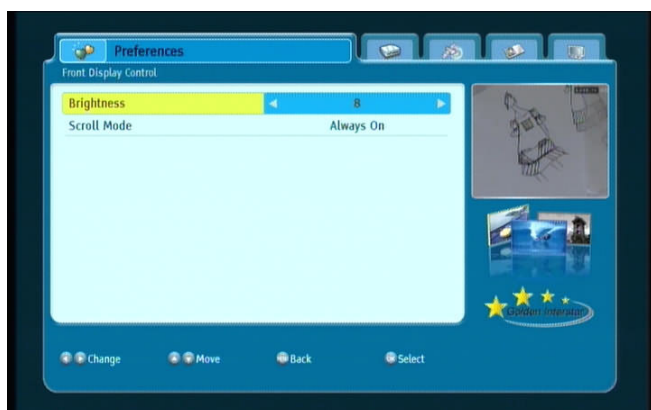 Preferences
Front Display Control
Brightness 8
Scroll Mode Always On
Golden Interstar
Change Move Back Select